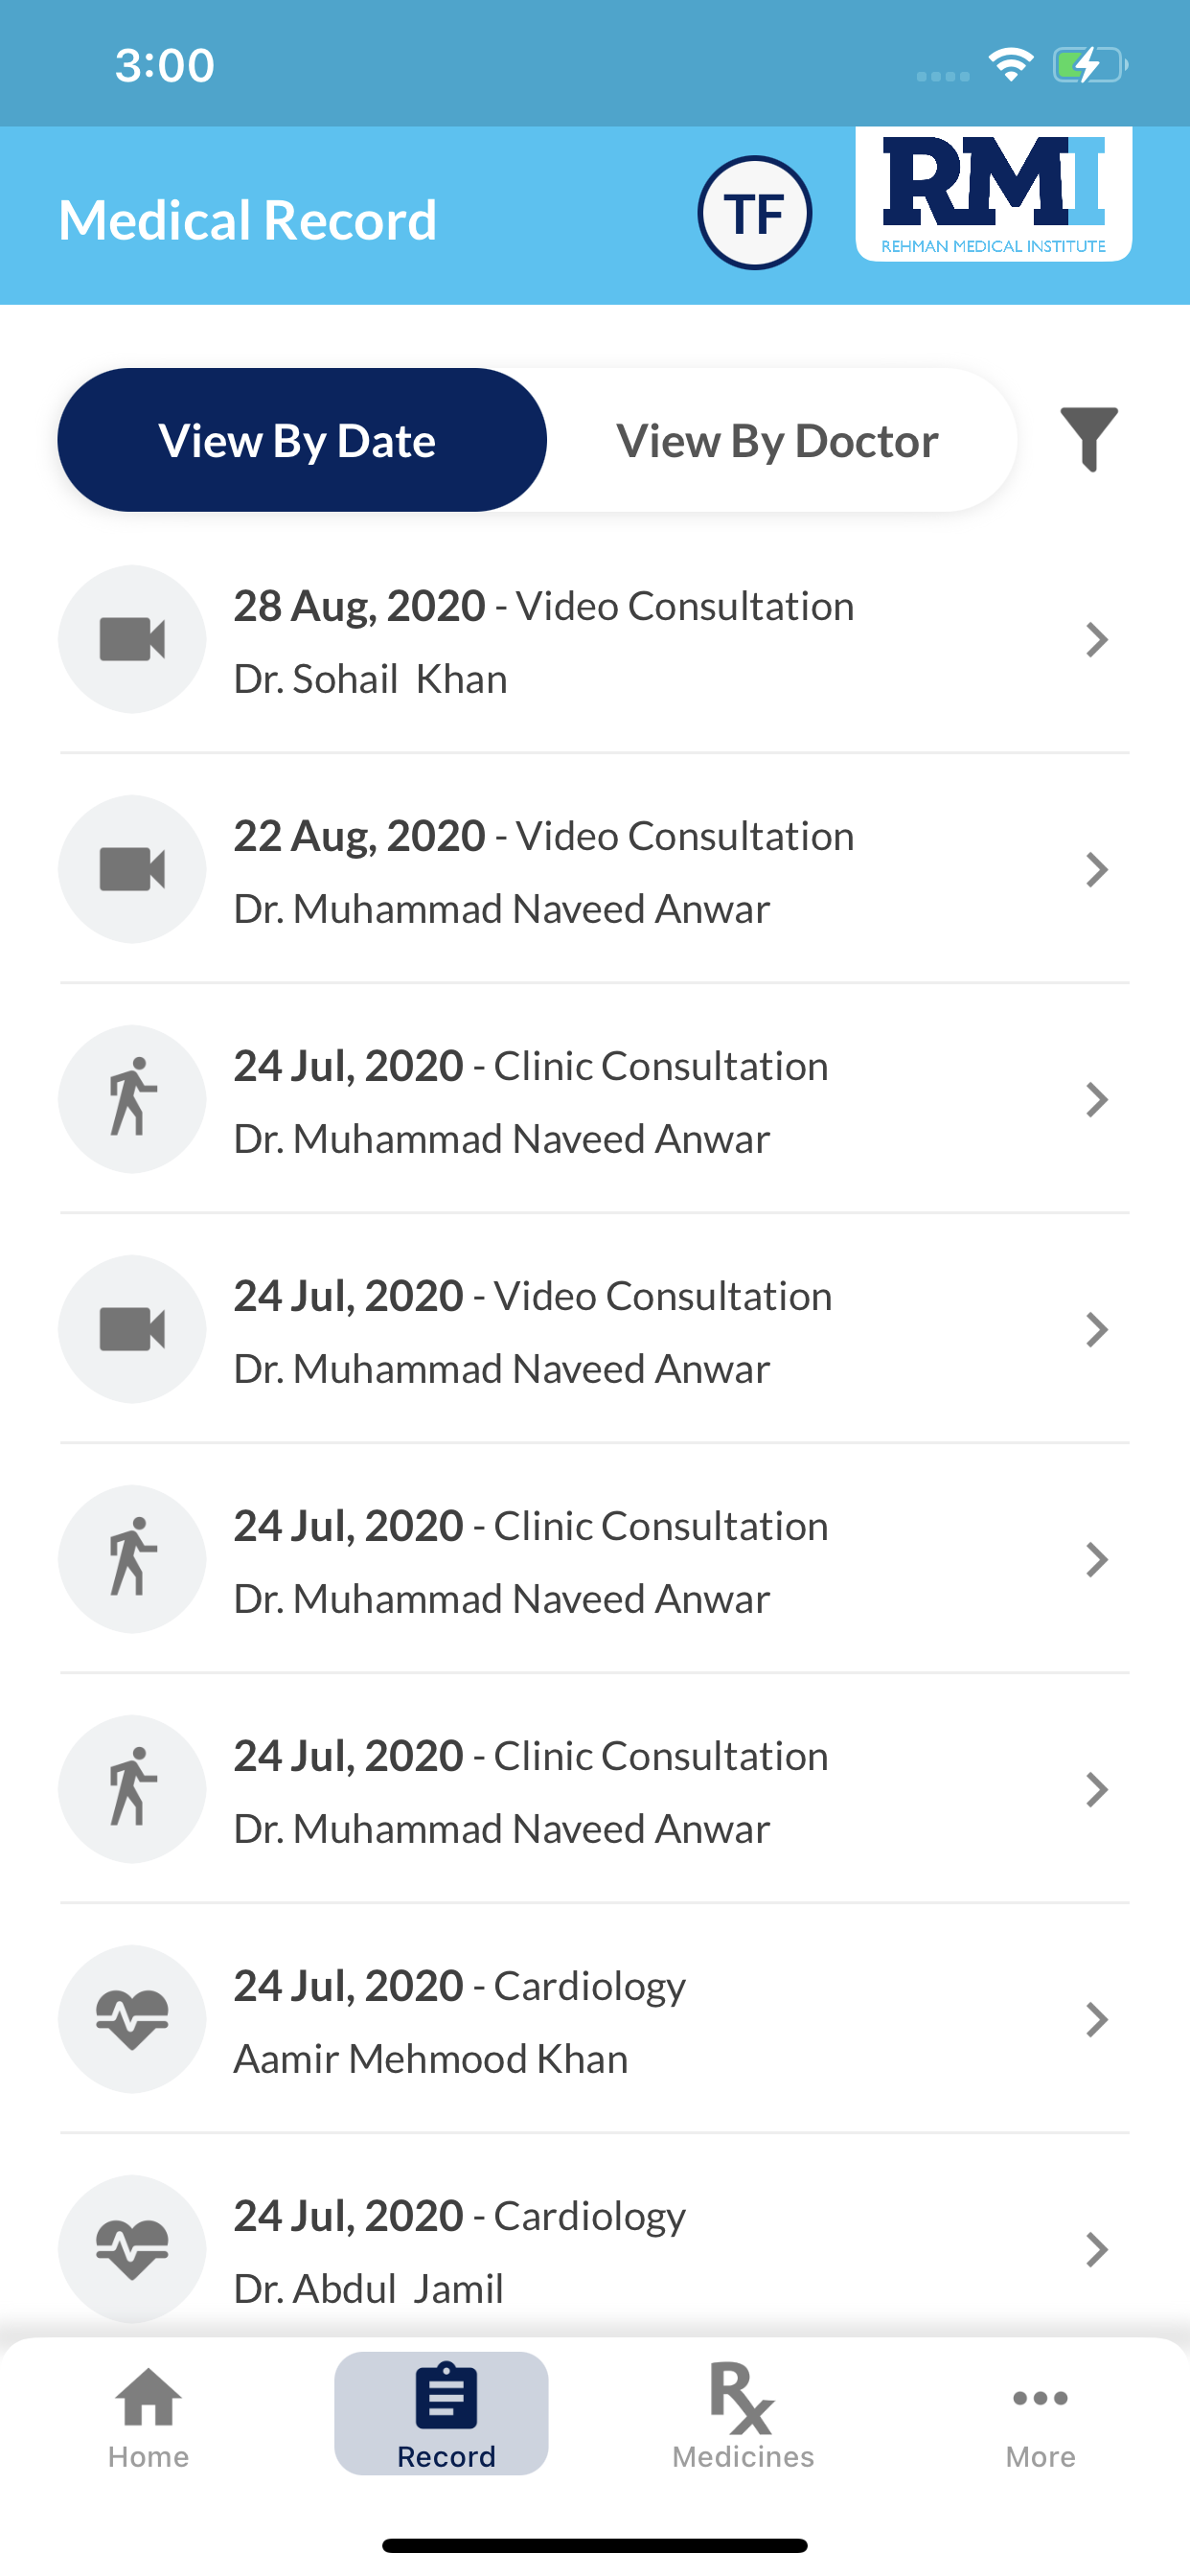 3:00
Medical Record
TF
RMI
REHMAN MEDICAL INSTITUTE
View By Date
View By Doctor
28 Aug, 2020 - Video Consultation
Dr. Sohail  Khan
22 Aug, 2020 - Video Consultation
Dr. Muhammad Naveed Anwar
24 Jul, 2020 - Clinic Consultation
Dr. Muhammad Naveed Anwar
24 Jul, 2020 - Video Consultation
Dr. Muhammad Naveed Anwar
24 Jul, 2020 - Clinic Consultation
Dr. Muhammad Naveed Anwar
24 Jul, 2020 - Clinic Consultation
Dr. Muhammad Naveed Anwar
24 Jul, 2020 - Cardiology
Aamir Mehmood Khan
24 Jul, 2020 - Cardiology
Dr. Abdul  Jamil
Home
Record
Rx
Medicines
More